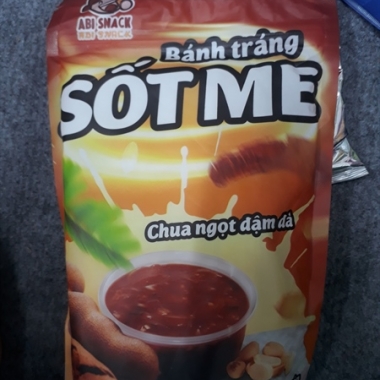 ABI SNACK
Bánh tráng
SỐT ME
Chua ngọt đậm đà